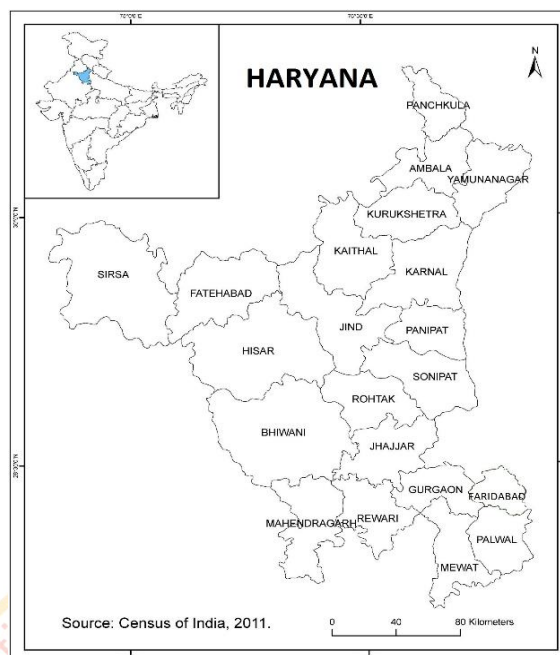 HARYANA
N
PANCHKULA
AMBALA
YAMUNANAGAR
KURUKSHETRA
KAITHAL
KARNAL
SIRSA
FATEHABAD
JIND
PANIPAT
HISAR
SONIPAT
ROHTAK
BHIWANI
JHAJJAR
GURGAON
FARIDABAD
MAHENDRAGARH
REWARI
PALWAL
MEWAT
Source: Census of India, 2011.
0 40 80 Kilometers